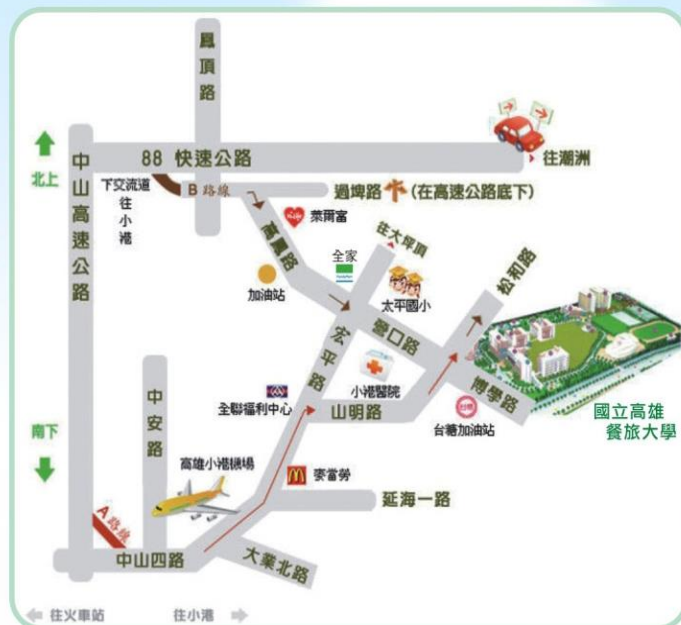 鳳頂路
88 快速公路
往潮洲
北上
中山高速公路
下交流道
往小港
B 路線
過埤路
(在高速公路底下)
萊爾富
鳳路
全家
往大坪頂
松和路
加油站
太平國小
宏平路
營口路
小港醫院
博學路
中安路
全聯福利中心
山明路
台糖加油站
國立高雄
餐旅大學
南下
高雄小港機場
麥當勞
延海一路
A 路線
中山四路
大業北路
往火車站
往小港